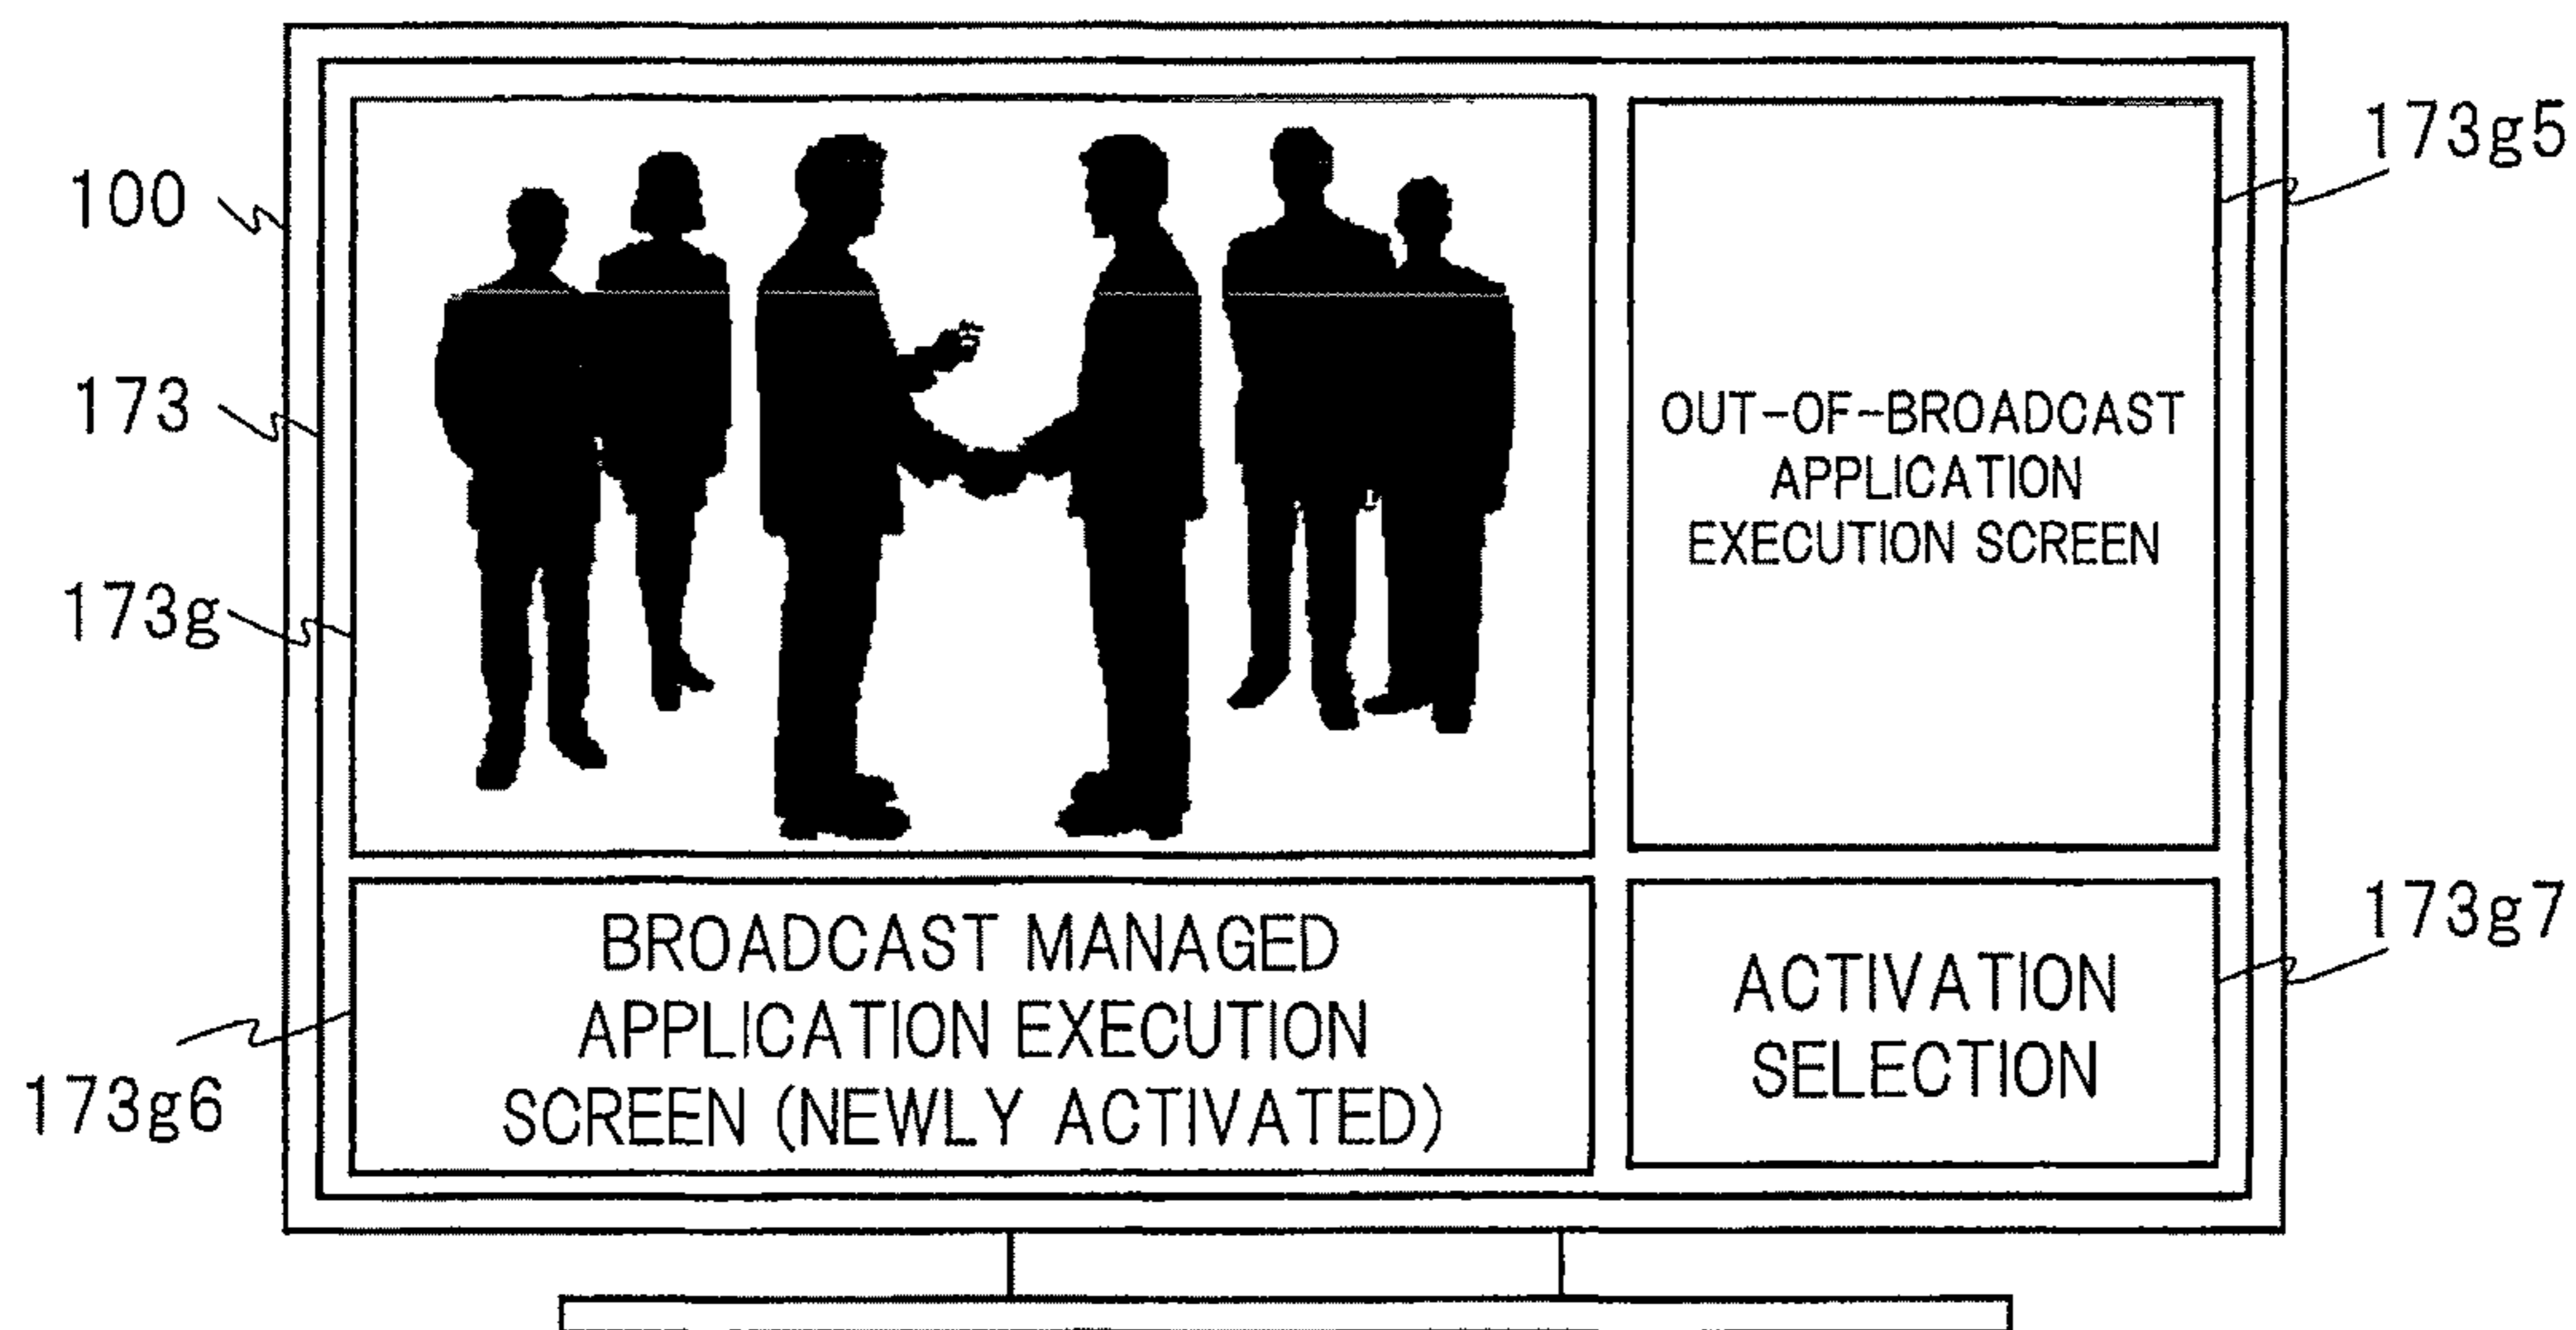 100
173
173g
173g6
173g5
173g7
OUT-OF-BROADCAST
APPLICATION
EXECUTION SCREEN
BROADCAST MANAGED
APPLICATION EXECUTION
SCREEN (NEWLY ACTIVATED)
ACTIVATION
SELECTION